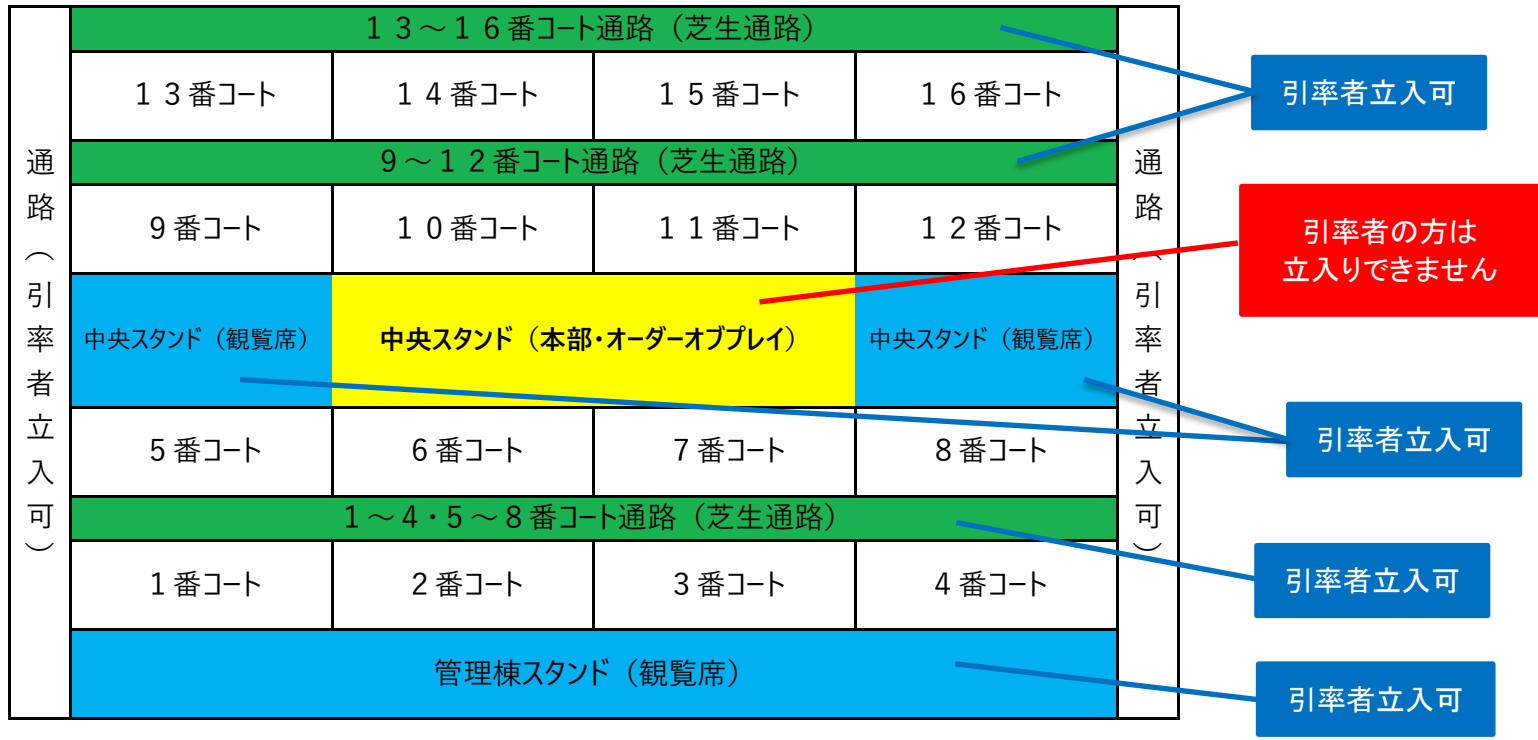 １３～１６番コート通路（芝生通路）
１３番コート
１４番コート
１５番コート
１６番コート
引率者立入可
９～１２番コート通路（芝生通路）
９番コート
１０番コート
１１番コート
１２番コート
引率者の方は
立入りできません
中央スタンド（観覧席）
中央スタンド（本部・オーダーオブプレイ）
中央スタンド（観覧席）
通路（引率者立入可）
通路（引率者立入可）
５番コート
６番コート
７番コート
８番コート
引率者立入可
１～４・５～８番コート通路（芝生通路）
１番コート
２番コート
３番コート
４番コート
引率者立入可
管理棟スタンド（観覧席）
引率者立入可